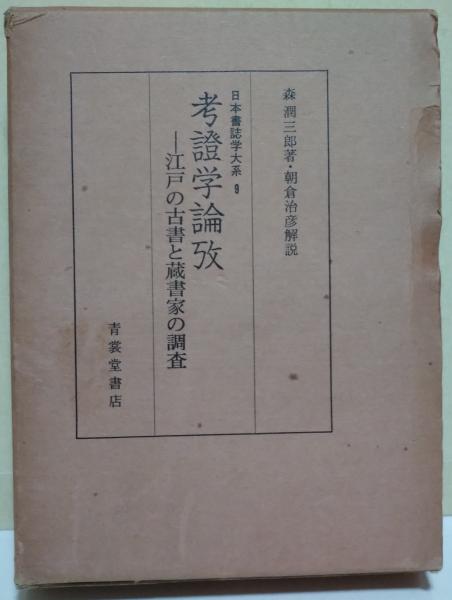 森潤三郎著・朝倉治彦解説
日本書誌学大系 9
考證学論攷
―江戸の古書と蔵書家の調査
青裳堂書店